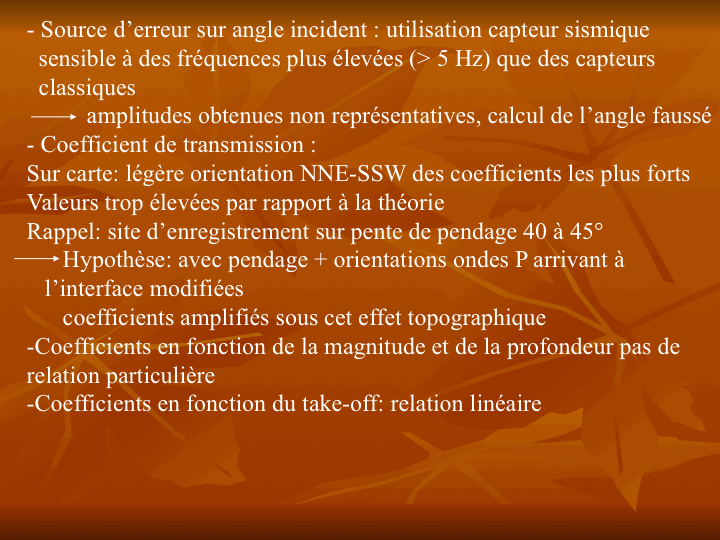 - Source d’erreur sur angle incident : utilisation capteur sismique
sensible à des fréquences plus élevées (> 5 Hz) que des capteurs
classiques
amplitudes obtenues non représentatives, calcul de l’angle faussé
- Coefficient de transmission :
Sur carte: légère orientation NNE-SSW des coefficients les plus forts
Valeurs trop élevées par rapport à la théorie
Rappel: site d’enregistrement sur pente de pendage 40 à 45°
Hypothèse: avec pendage + orientations ondes P arrivant à
l’interface modifiées
coefficients amplifiés sous cet effet topographique
-Coefficients en fonction de la magnitude et de la profondeur pas de
relation particulière
-Coefficients en fonction du take-off: relation linéaire